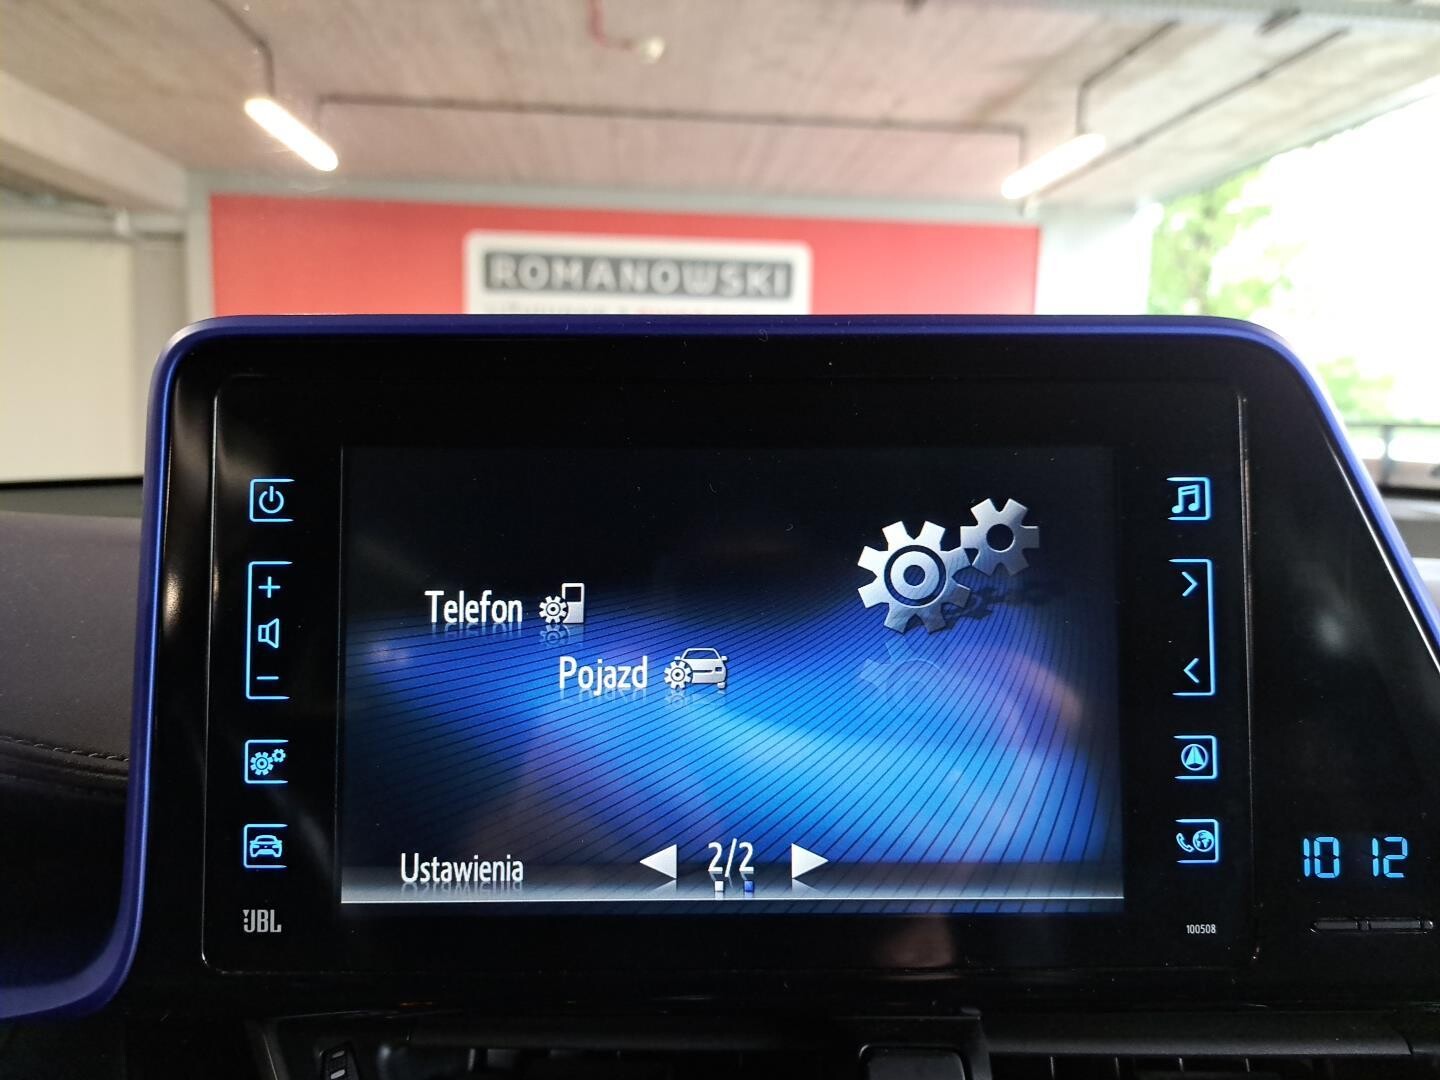 ROMANOWSKI
Telefon
Pojazd
Ustawienia
2/2
JBL
100508
10 12